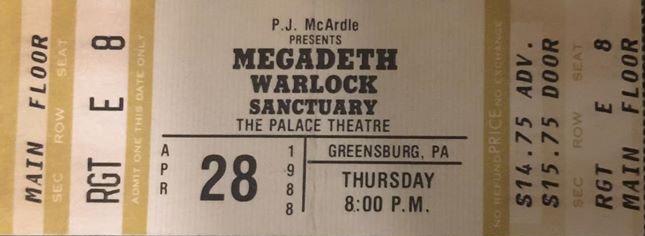 MAIN FLOOR
SEC ROW SEAT
RGT E 8
ADMIT ONE THIS DATE ONLY
P.J. McArdle
PRESENTS
MEGADETH
WARLOCK
SANCTUARY
THE PALACE THEATRE
APR 28 1988
GREENSBURG, PA
THURSDAY
8:00 P.M.
NO REFUND PRICE NO EXCHANGE
$14.75 ADV.
$15.75 DOOR
SEC ROW SEAT
RGT E 8
MAIN FLOOR